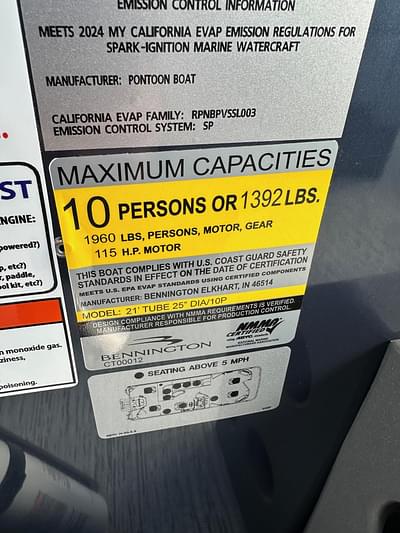 EMISSION CONTROL INFORMATION
MEETS 2024 MY CALIFORNIA EVAP EMISSION REGULATIONS FOR
SPARK-IGNITION MARINE WATERCRAFT
MANUFACTURER: PONTOON BOAT
CALIFORNIA EVAP FAMILY: RPNBPVSSL003
EMISSION CONTROL SYSTEM: SP
ST
ENGINE:
powered?)
p, etc?)
r, paddle,
ool kit, etc?)
n monoxide gas.
ziness,
poisoning.
MAXIMUM CAPACITIES
10 PERSONS OR 1392 LBS.
1960 LBS, PERSONS, MOTOR, GEAR
115 H.P. MOTOR
THIS BOAT COMPLIES WITH U.S. COAST GUARD SAFETY
STANDARDS IN EFFECT ON THE DATE OF CERTIFICATION
MEETS U.S. EPA EVAP STANDARDS USING CERTIFIED COMPONENTS
MANUFACTURER: BENNINGTON ELKHART, IN 46514
MODEL: 21' TUBE 25" DIA/10P
DESIGN COMPLIANCE WITH NMMA REQUIREMENTS IS VERIFIED.
MANUFACTURER RESPONSIBLE FOR PRODUCTION CONTROL.
NMMA
CERTIFIED
BENNINGTON
CT00012
SEATING ABOVE 5 MPH